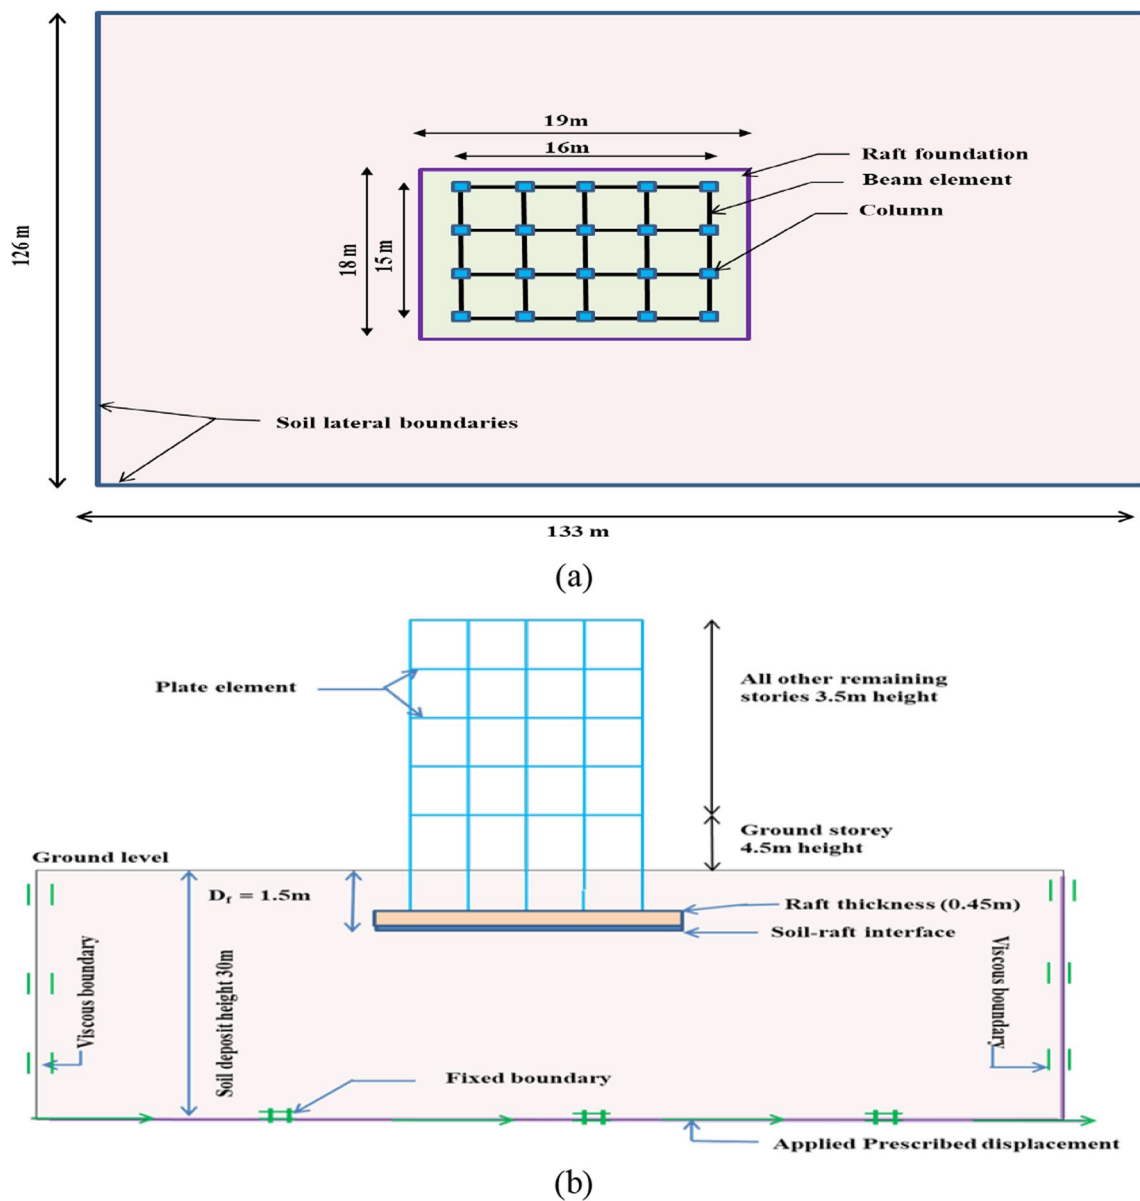 19m
16m
Raft foundation
Beam element
Column
126 m
18 m
15 m
Soil lateral boundaries
133 m
(a)
Plate element
All other remaining
stories 3.5m height
Ground storey
4.5m height
Ground level
D_f = 1.5m
Raft thickness (0.45m)
Soil-raft interface
Viscous boundary
Soil deposit height 30m
Viscous boundary
Fixed boundary
Applied Prescribed displacement
(b)